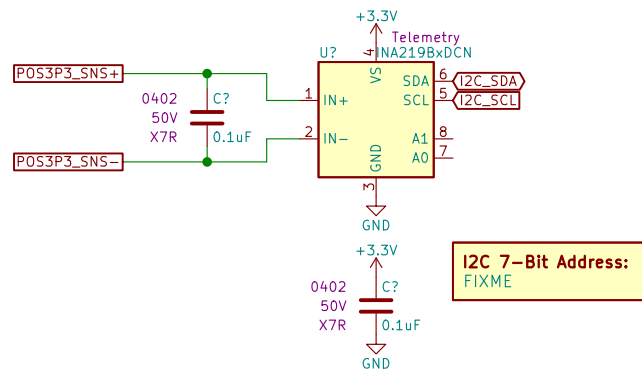 +3.3V
Telemetry
U?
INA219BxDCN
4
VS
POS3P3_SNS+
SDA
6
I2C_SDA
0402
C?
1
IN+
SCL
5
I2C_SCL
50V
X7R
0.1uF
2
IN-
A1
8
A0
7
POS3P3_SNS-
GND
3
GND
+3.3V
I2C 7-Bit Address:
FIXME
0402
C?
50V
X7R
0.1uF
GND